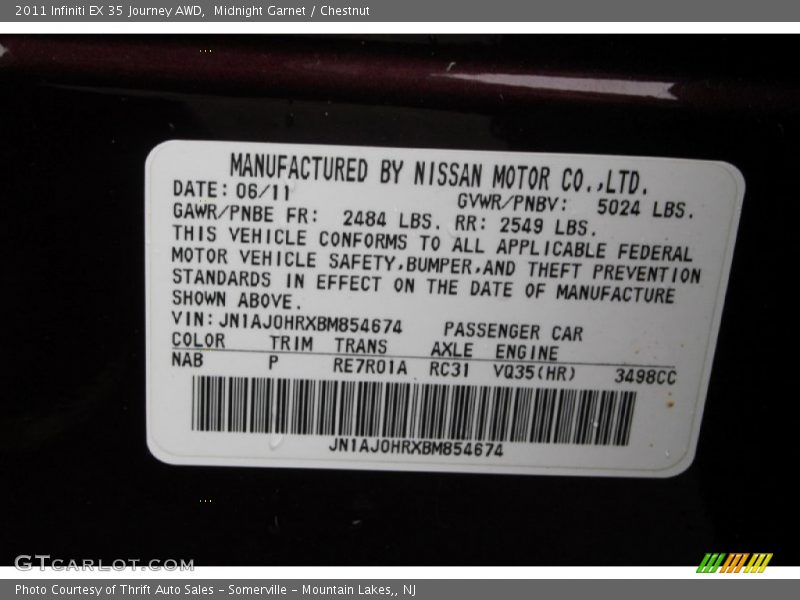 2011 Infiniti EX 35 Journey AWD,  Midnight Garnet / Chestnut
MANUFACTURED BY NISSAN MOTOR CO.,LTD.
DATE: 06/11 GVWR/PNBV: 5024 LBS.
GAWR/PNBE FR: 2484 LBS. RR: 2549 LBS.
THIS VEHICLE CONFORMS TO ALL APPLICABLE FEDERAL
MOTOR VEHICLE SAFETY,BUMPER,AND THEFT PREVENTION
STANDARDS IN EFFECT ON THE DATE OF MANUFACTURE
SHOWN ABOVE.
VIN: JN1AJ0HRXBM854674 PASSENGER CAR
COLOR TRIM TRANS AXLE ENGINE
NAB P RE7R01A RC31 VQ35(HR) 3498CC
JN1AJ0HRXBM854674
GTCARLOT.COM
Photo Courtesy of Thrift Auto Sales – Somerville – Mountain Lakes,, NJ